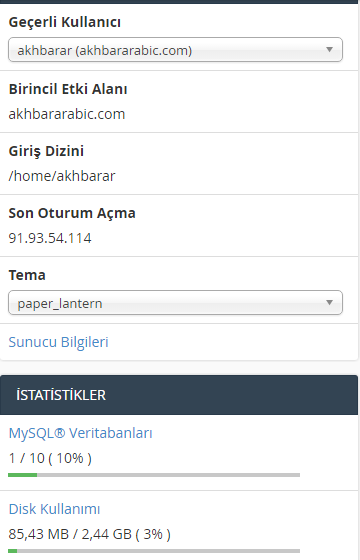 Geçerli Kullanıcı
akhbarar (akhbararabic.com)
Birincil Etki Alanı
akhbararabic.com
Giriş Dizini
/home/akhbarar
Son Oturum Açma
91.93.54.114
Tema
paper_lantern
Sunucu Bilgileri
İSTATİSTİKLER
MySQL® Veritabanları
1 / 10 ( 10% )
Disk Kullanımı
85,43 MB / 2,44 GB ( 3% )